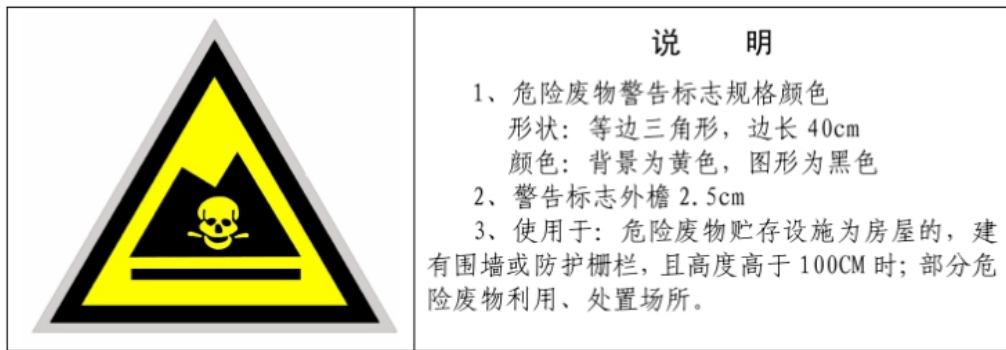 说 明
1、危险废物警告标志规格颜色
形状：等边三角形，边长 40cm
颜色：背景为黄色，图形为黑色
2、警告标志外檐 2.5cm
3、使用于：危险废物贮存设施为房屋的，建
有围墙或防护栅栏，且高度高于 100CM 时；部分危
险废物利用、处置场所。